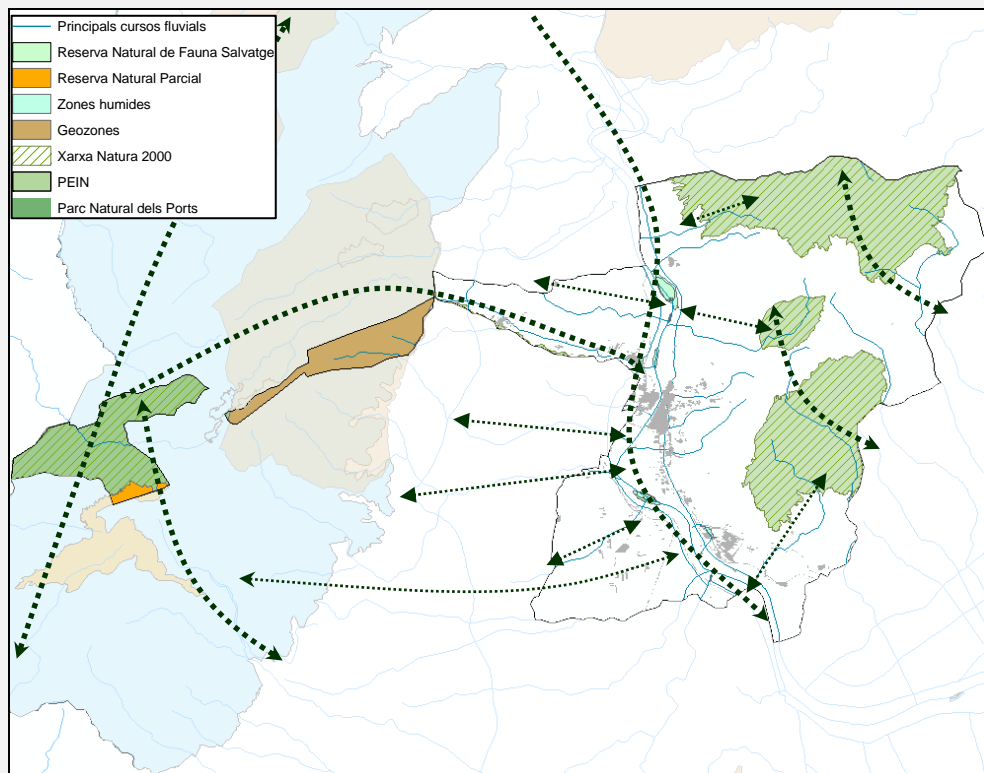 Principals cursos fluvials
Reserva Natural de Fauna Salvatge
Reserva Natural Parcial
Zones humides
Geozones
Xarxa Natura 2000
PEIN
Parc Natural dels Ports